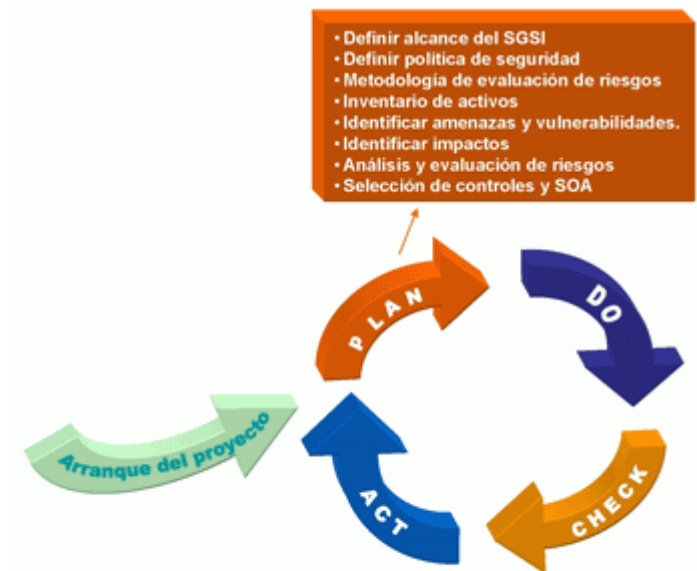 • Definir alcance del SGSI
• Definir política de seguridad
• Metodología de evaluación de riesgos
• Inventario de activos
• Identificar amenazas y vulnerabilidades.
• Identificar impactos
• Análisis y evaluación de riesgos
• Selección de controles y SOA
PLAN
DO
Arranque del proyecto
ACT
CHECK